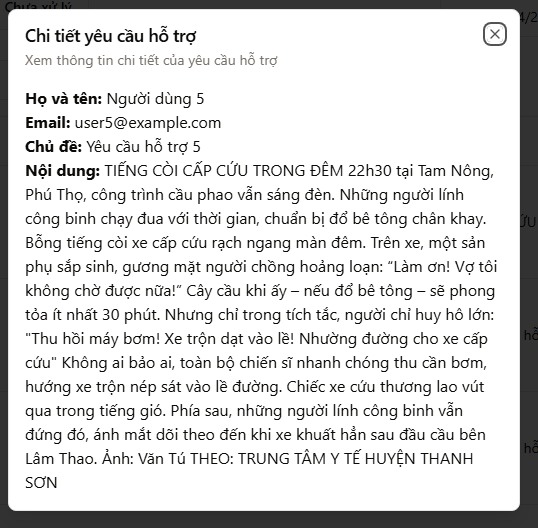 Chưa xử lý
Chi tiết yêu cầu hỗ trợ
Xem thông tin chi tiết của yêu cầu hỗ trợ
Họ và tên: Người dùng 5
Email: user5@example.com
Chủ đề: Yêu cầu hỗ trợ 5
Nội dung: TIẾNG CÒI CẤP CỨU TRONG ĐÊM 22h30 tại Tam Nông,
Phú Thọ, công trình cầu phao vẫn sáng đèn. Những người lính
công binh chạy đua với thời gian, chuẩn bị đổ bê tông chân khay.
Bỗng tiếng còi xe cấp cứu rạch ngang màn đêm. Trên xe, một sản
phụ sắp sinh, gương mặt người chồng hoảng loạn: “Làm ơn! Vợ tôi
không chờ được nữa!” Cây cầu khi ấy – nếu đổ bê tông – sẽ phong
tỏa ít nhất 30 phút. Nhưng chỉ trong tích tắc, người chỉ huy hô lớn:
"Thu hồi máy bơm! Xe trộn dạt vào lề! Nhường đường cho xe cấp
cứu" Không ai bảo ai, toàn bộ chiến sĩ nhanh chóng thu cần bơm,
hướng xe trộn nép sát vào lề đường. Chiếc xe cứu thương lao vút
qua trong tiếng gió. Phía sau, những người lính công binh vẫn
đứng đó, ánh mắt dõi theo đến khi xe khuất hẳn sau đầu cầu bên
Lâm Thao. Ảnh: Văn Tú THEO: TRUNG TÂM Y TẾ HUYỆN THANH
SƠN